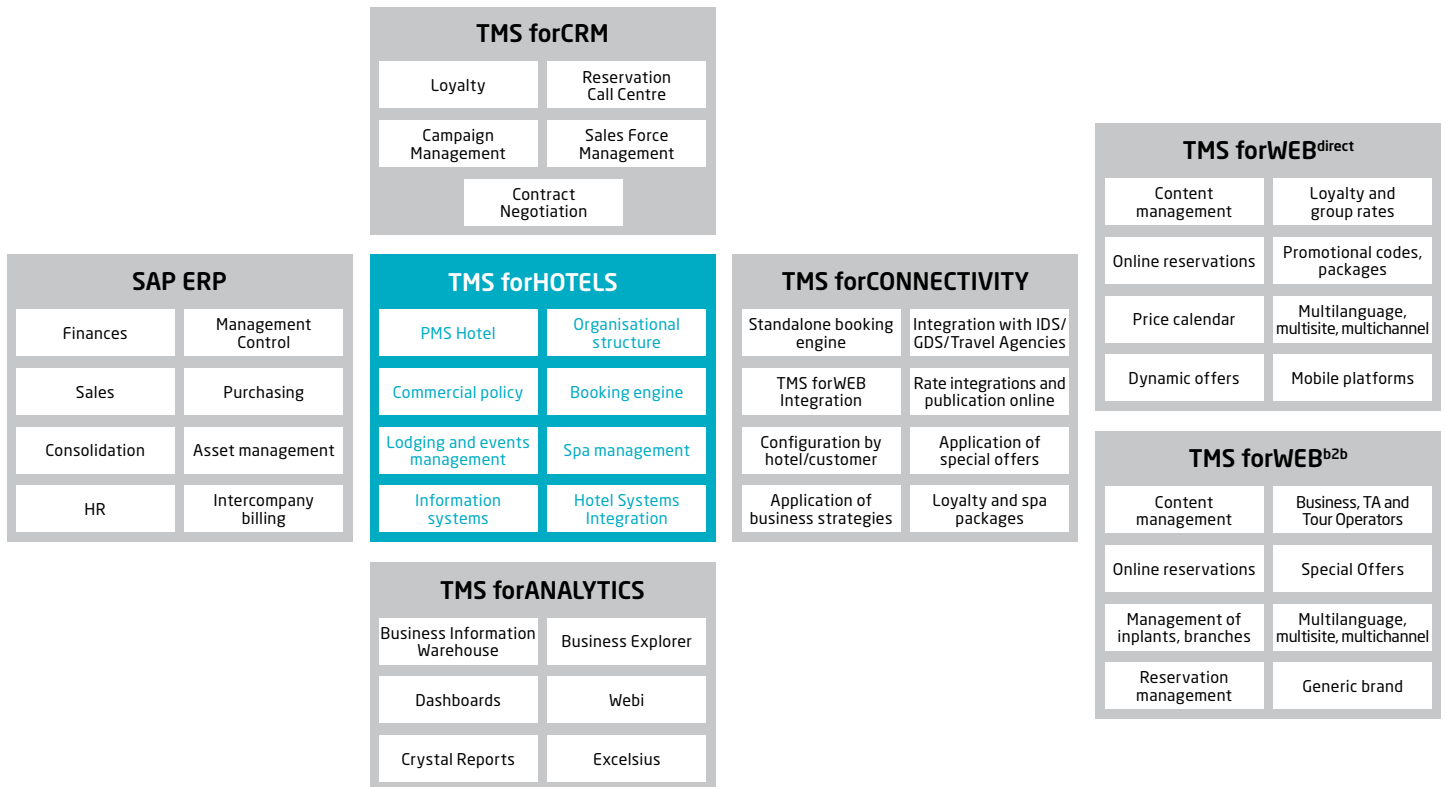 TMS forCRM
Loyalty
Reservation
Call Centre
Campaign
Management
Sales Force
Management
Contract
Negotiation
SAP ERP
Finances
Management
Control
Sales
Purchasing
Consolidation
Asset management
HR
Intercompany
billing
TMS forHOTELS
PMS Hotel
Organisational
structure
Commercial policy
Booking engine
Lodging and events
management
Spa management
Information
systems
Hotel Systems
Integration
TMS forCONNECTIVITY
Standalone booking
engine
Integration with IDS/
GDS/Travel Agencies
TMS forWEB
Integration
Rate integrations and
publication online
Configuration by
hotel/customer
Application of
special offers
Application of
business strategies
Loyalty and spa
packages
TMS forANALYTICS
Business Information
Warehouse
Business Explorer
Dashboards
Webi
Crystal Reports
Excelsius
TMS forWEBdirect
Content
management
Loyalty and
group rates
Online reservations
Promotional codes,
packages
Price calendar
Multilanguage,
multisite, multichannel
Dynamic offers
Mobile platforms
TMS forWEBb2b
Content
management
Business, TA and
Tour Operators
Online reservations
Special Offers
Management of
inplants, branches
Multilanguage,
multisite, multichannel
Reservation
management
Generic brand